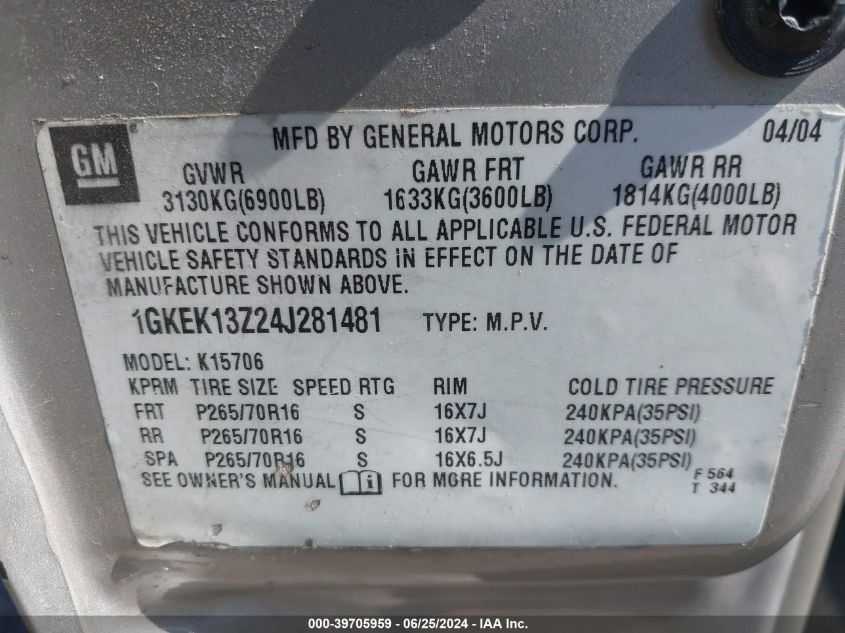 GM ® MFD BY GENERAL MOTORS CORP. 04/04
GVWR GAWR FRT GAWR RR
3130KG(6900LB) 1633KG(3600LB) 1814KG(4000LB)
THIS VEHICLE CONFORMS TO ALL APPLICABLE U.S. FEDERAL MOTOR
VEHICLE SAFETY STANDARDS IN EFFECT ON THE DATE OF
MANUFACTURE SHOWN ABOVE.
1GKEK13Z24J281481 TYPE: M.P.V.
MODEL: K15706
KPRM TIRE SIZE SPEED RTG RIM COLD TIRE PRESSURE
FRT P265/70R16 S 16X7J 240KPA(35PSI)
RR P265/70R16 S 16X7J 240KPA(35PSI)
SPA P265/70R16 S 16X6.5J 240KPA(35PSI)
SEE OWNER'S MANUAL i FOR MORE INFORMATION.
F 564
T 344
000-39705959 - 06/25/2024 - IAA Inc.